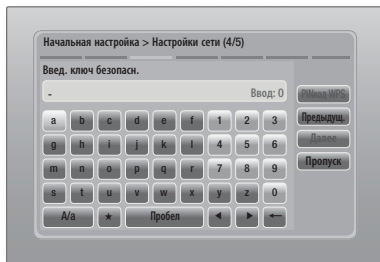 Начальная настройка > Настройки сети (4/5)
Введ. ключ безопасн.
- Ввод: 0
PINкод WPS
a b c d e f 1 2 3 Предыдущ.
g h i j k l 4 5 6 Далее
m n o p q r 7 8 9 Пропуск
s t u v w x y z 0
A/a ★ Пробел ◀ ▶ ←